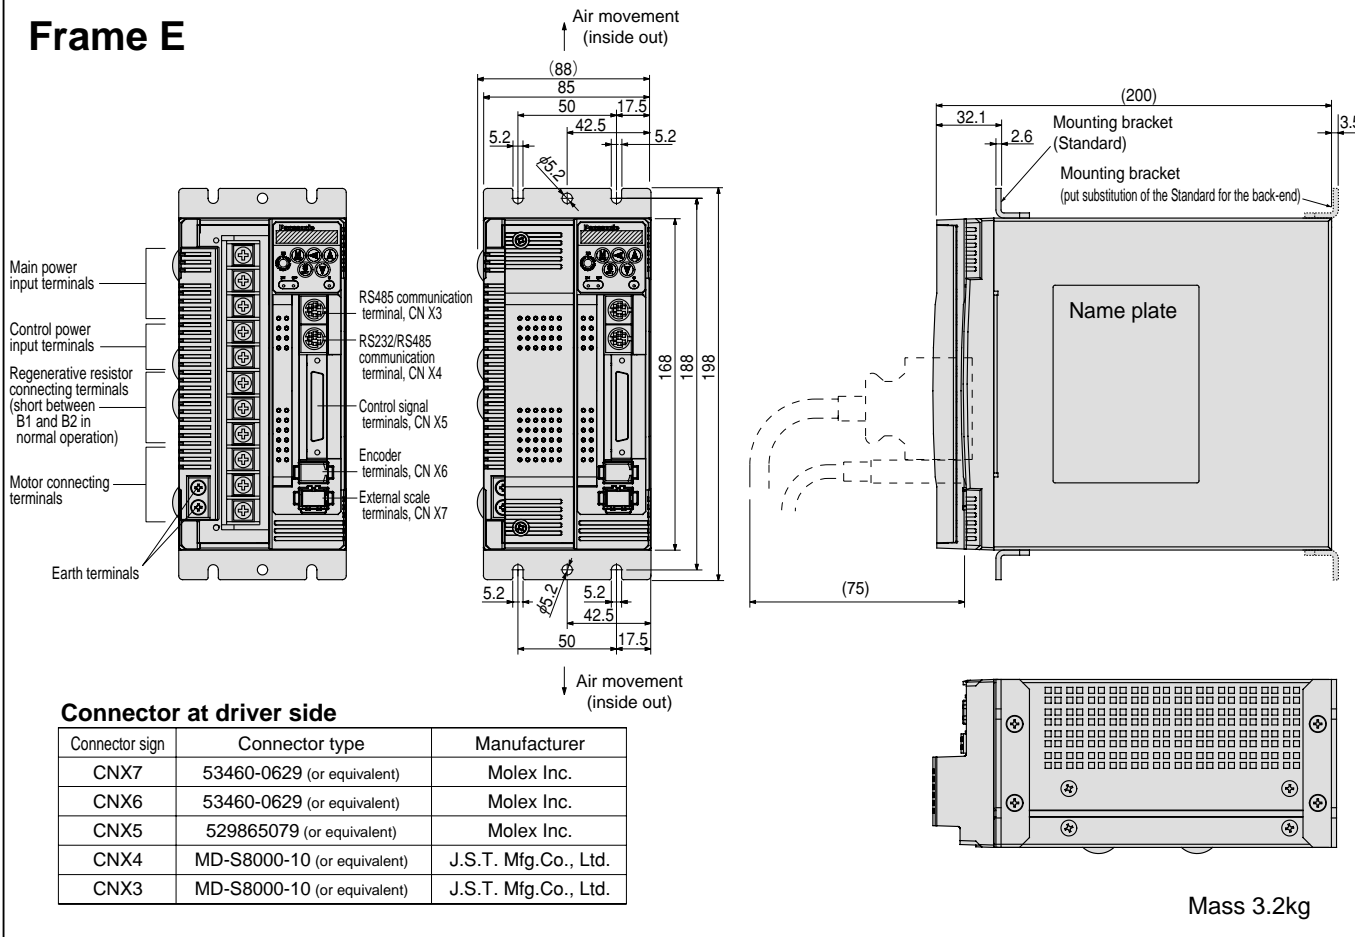 Frame E
Air movement
(inside out)
(88)
85
50
17.5
42.5
5.2
5.2
φ5.2
Panasonic
Panasonic
Main power
input terminals
Control power
input terminals
Regenerative resistor
connecting terminals
(short between
B1 and B2 in
normal operation)
Motor connecting
terminals
Earth terminals
RS485 communication
terminal, CN X3
RS232/RS485
communication
terminal, CN X4
Control signal
terminals, CN X5
Encoder
terminals, CN X6
External scale
terminals, CN X7
168
188
198
5.2
φ5.2
5.2
42.5
50
17.5
Air movement
(inside out)
(200)
32.1
2.6
3.5
Mounting bracket
(Standard)
Mounting bracket
(put substitution of the Standard for the back-end)
Name plate
(75)
Connector at driver side
Connector sign Connector type Manufacturer
CNX7 53460-0629 (or equivalent) Molex Inc.
CNX6 53460-0629 (or equivalent) Molex Inc.
CNX5 529865079 (or equivalent) Molex Inc.
CNX4 MD-S8000-10 (or equivalent) J.S.T. Mfg.Co., Ltd.
CNX3 MD-S8000-10 (or equivalent) J.S.T. Mfg.Co., Ltd.
Mass 3.2kg